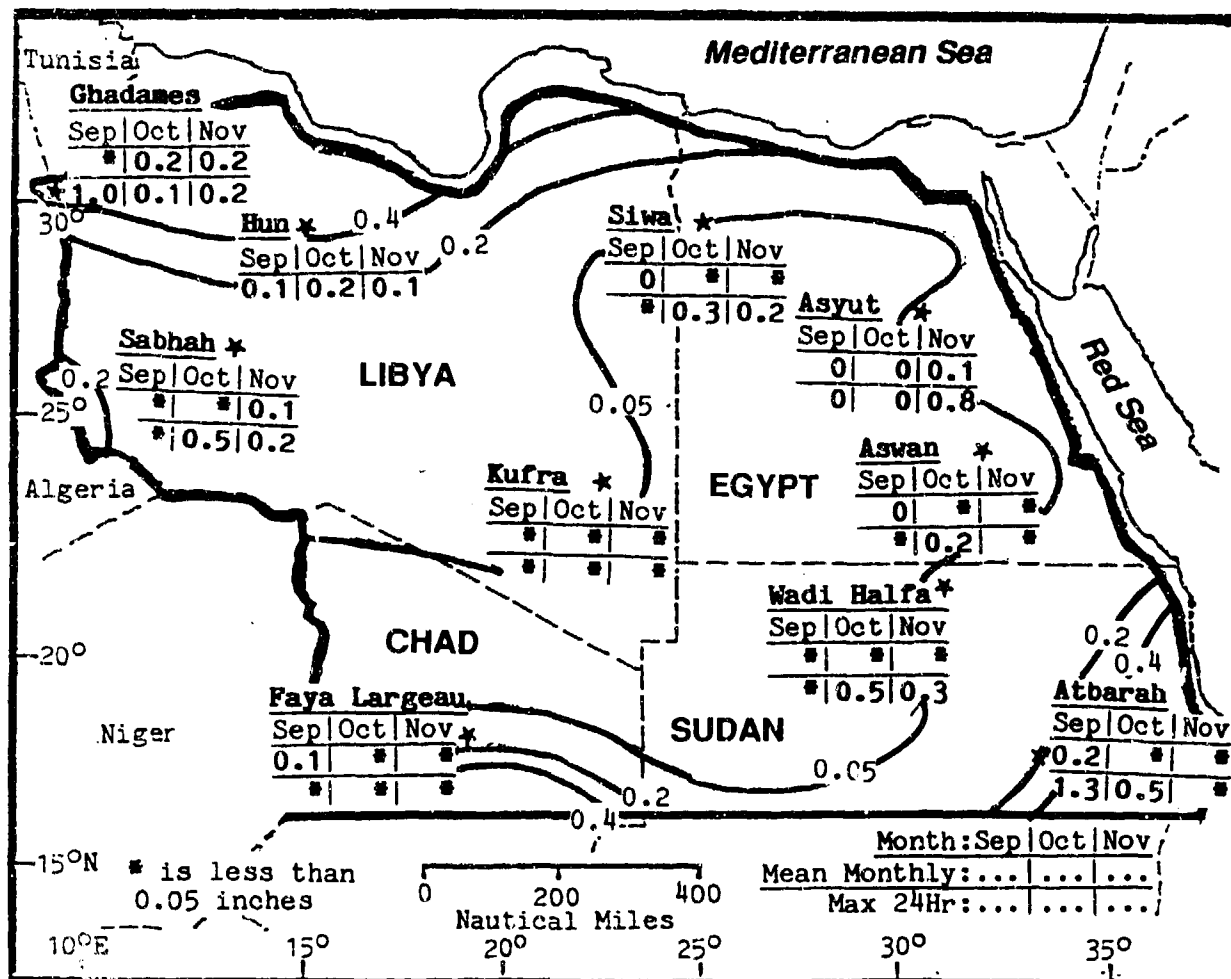 Mediterranean Sea
Tunisia
Ghadames
Sep|Oct|Nov
*|0.2|0.2
1.0|0.1|0.2
30°
Hun
Sep|Oct|Nov
0.1|0.2|0.1
0.4
0.2
Siwa
Sep|Oct|Nov
0| *| *
*|0.3|0.2
Asyut
Sep|Oct|Nov
0| 0|0.1
0| 0|0.8
Red Sea
Sabhah
Sep|Oct|Nov
*| *|0.1
*|0.5|0.2
0.2
LIBYA
0.05
25°
Algeria
Kufra
Sep|Oct|Nov
*| *| *
*| *| *
EGYPT
Aswan
Sep|Oct|Nov
0| *| *
*|0.2| *
Wadi Halfa
Sep|Oct|Nov
*| *| *
*|0.5|0.3
20°
CHAD
0.2
0.4
Faya Largeau
Sep|Oct|Nov
0.1| *| *
*| *| *
Niger
SUDAN
0.05
0.2
0.4
Atbarah
Sep|Oct|Nov
0.2| *| *
1.3|0.5| *
15°N
* is less than
0.05 inches
0 200 400
Nautical Miles
Month:Sep|Oct|Nov
Mean Monthly:...|...|...
Max 24Hr:...|...|...
10°E 15° 20° 25° 30° 35°